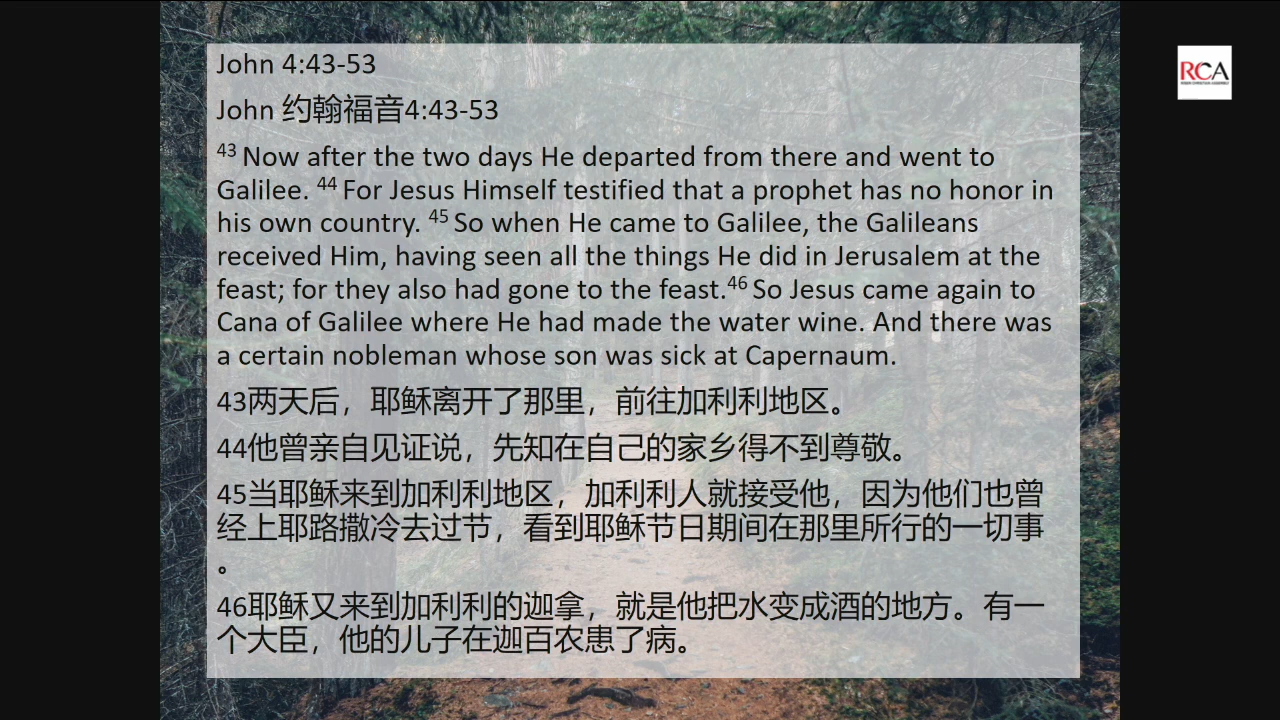 John 4:43-53
John 约翰福音4:43-53
43 Now after the two days He departed from there and went to
Galilee. 44 For Jesus Himself testified that a prophet has no honor in
his own country. 45 So when He came to Galilee, the Galileans
received Him, having seen all the things He did in Jerusalem at the
feast; for they also had gone to the feast.46 So Jesus came again to
Cana of Galilee where He had made the water wine. And there was
a certain nobleman whose son was sick at Capernaum.
43两天后，耶稣离开了那里，前往加利利地区。
44他曾亲自见证说，先知在自己的家乡得不到尊敬。
45当耶稣来到加利利地区，加利利人就接受他，因为他们也曾
经上耶路撒冷去过节，看到耶稣节日期间在那里所行的一切事
。
46耶稣又来到加利利的迦拿，就是他把水变成酒的地方。有一
个大臣，他的儿子在迦百农患了病。
RCA